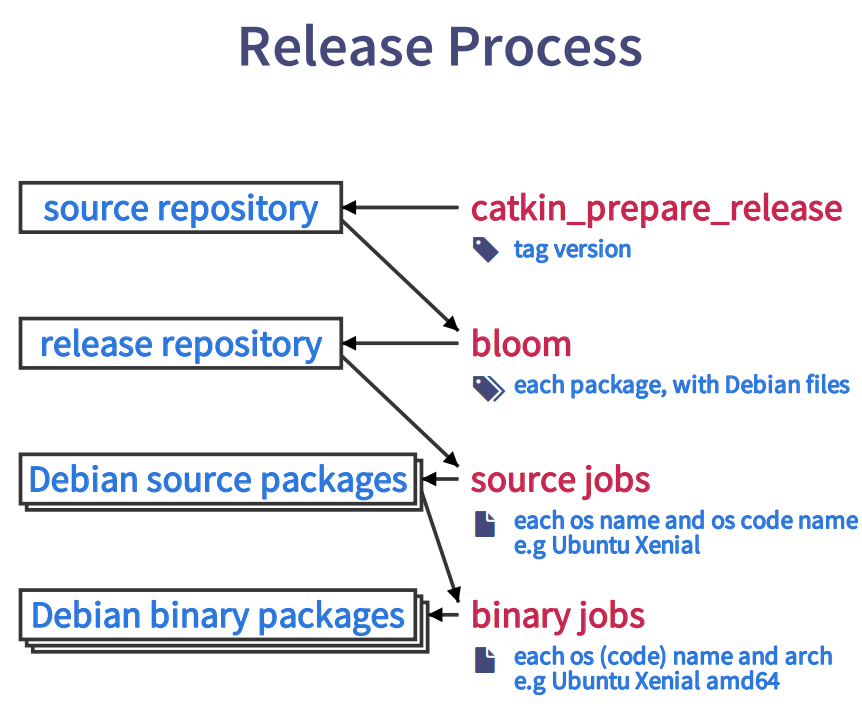 Release Process
source repository
catkin_prepare_release
tag version
release repository
bloom
each package, with Debian files
Debian source packages
source jobs
each os name and os code name
e.g Ubuntu Xenial
Debian binary packages
binary jobs
each os (code) name and arch
e.g Ubuntu Xenial amd64